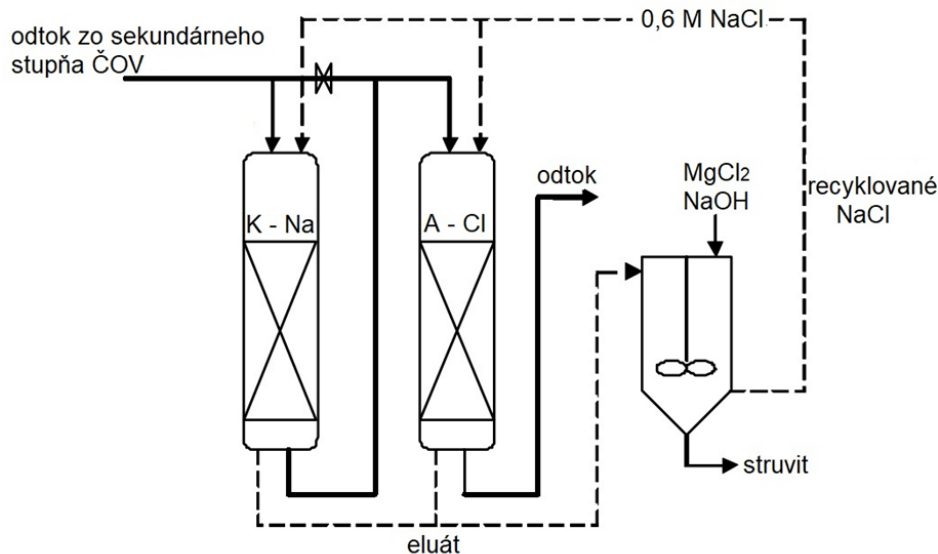 0,6 M NaCl
odtok zo sekundárneho
stupňa ČOV
K - Na
A - Cl
odtok
MgCl₂
NaOH
recyklované
NaCl
struvit
eluát